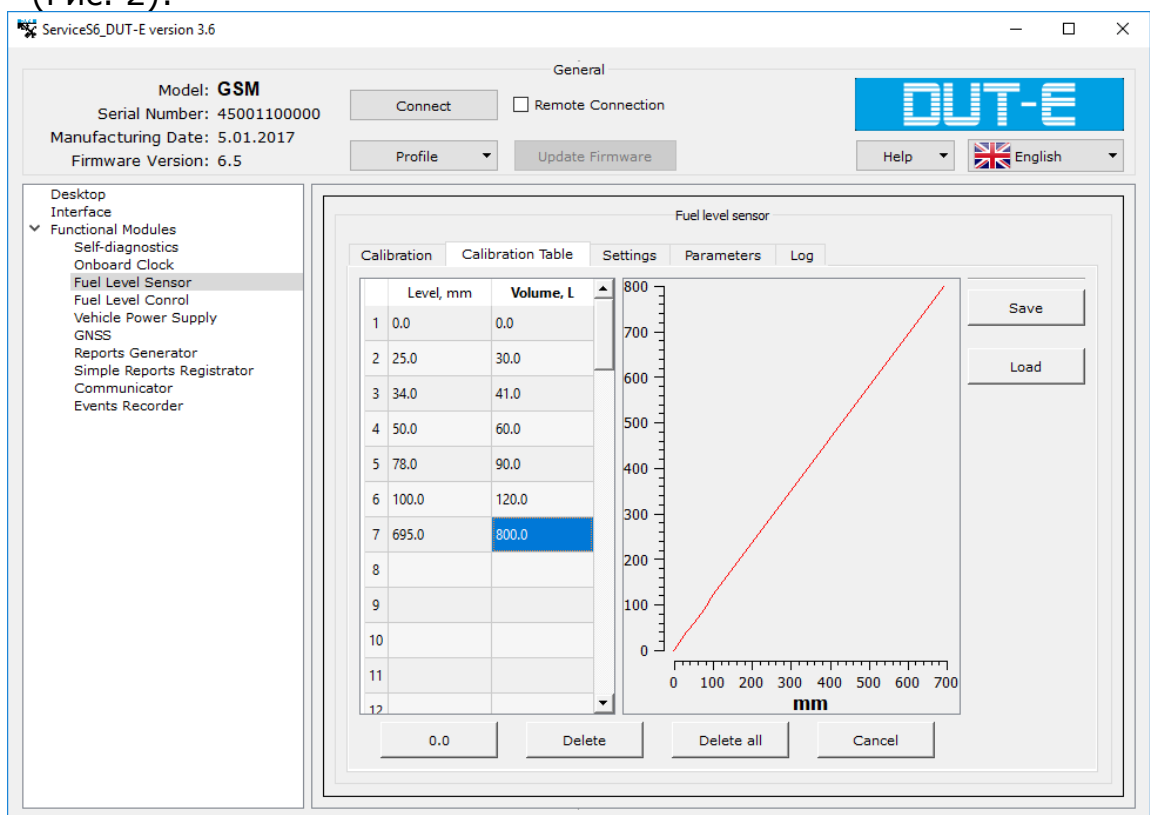 (Рис. 2).
ServiceS6_DUT-E version 3.6
General
Model: GSM
Serial Number: 45001100000
Manufacturing Date: 5.01.2017
Firmware Version: 6.5
Connect
Remote Connection
Profile
Update Firmware
DUT-E
Help
English
Desktop
Interface
Functional Modules
Self-diagnostics
Onboard Clock
Fuel Level Sensor
Fuel Level Conrol
Vehicle Power Supply
GNSS
Reports Generator
Simple Reports Registrator
Communicator
Events Recorder
Fuel level sensor
Calibration Calibration Table Settings Parameters Log
Level, mm Volume, L
1 0.0 0.0
2 25.0 30.0
3 34.0 41.0
4 50.0 60.0
5 78.0 90.0
6 100.0 120.0
7 695.0 800.0
8
9
10
11
12
800
700
600
500
400
300
200
100
0
0 100 200 300 400 500 600 700
mm
Save
Load
0.0 Delete Delete all Cancel